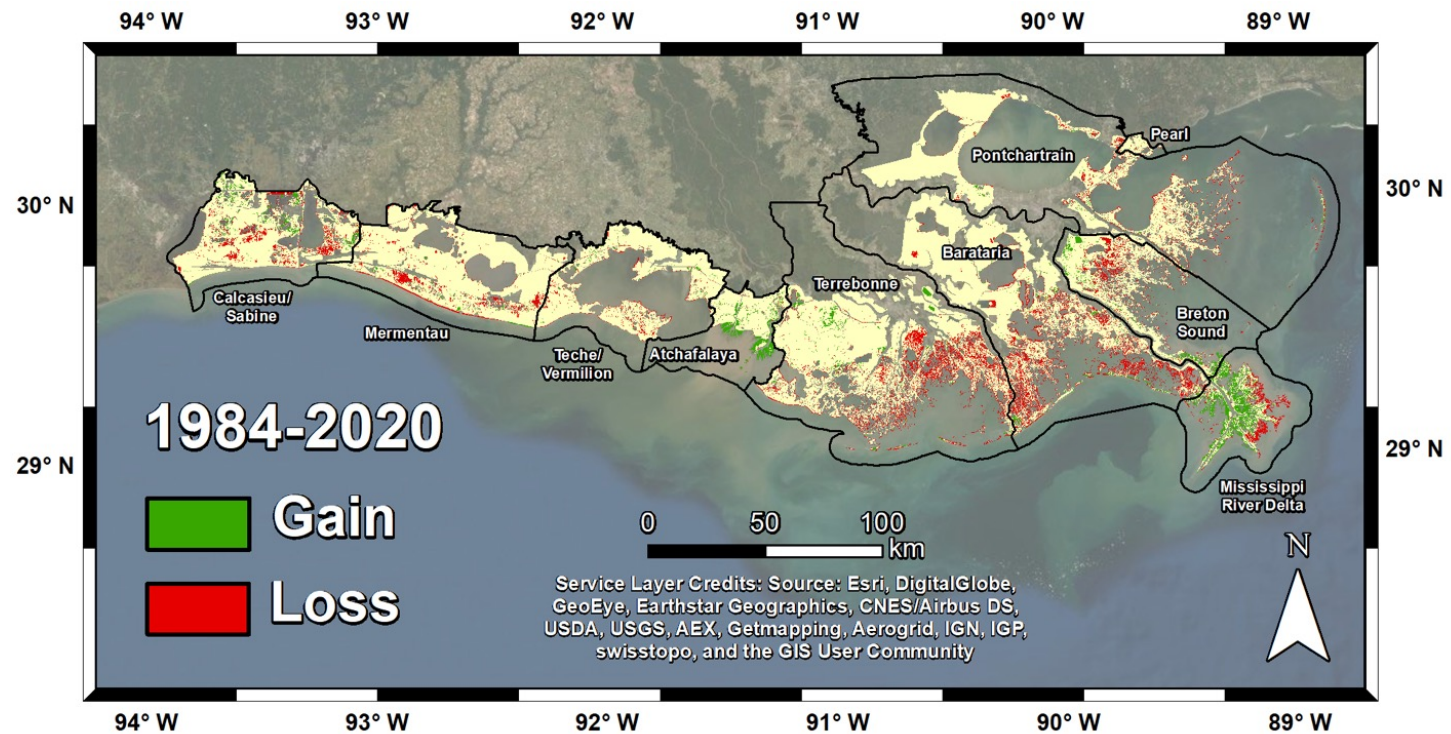 94° W 93° W 92° W 91° W 90° W 89° W
Pearl
Pontchartrain
30° N
30° N
Barataria
Terrebonne
Calcasieu/
Sabine
Breton
Sound
Mermentau
Teche/
Vermilion
Atchafalaya
1984-2020
29° N
29° N
Mississippi
River Delta
Gain
0 50 100
km
N
Loss
Service Layer Credits: Source: Esri, DigitalGlobe,
GeoEye, Earthstar Geographics, CNES/Airbus DS,
USDA, USGS, AEX, Getmapping, Aerogrid, IGN, IGP,
swisstopo, and the GIS User Community
94° W 93° W 92° W 91° W 90° W 89° W